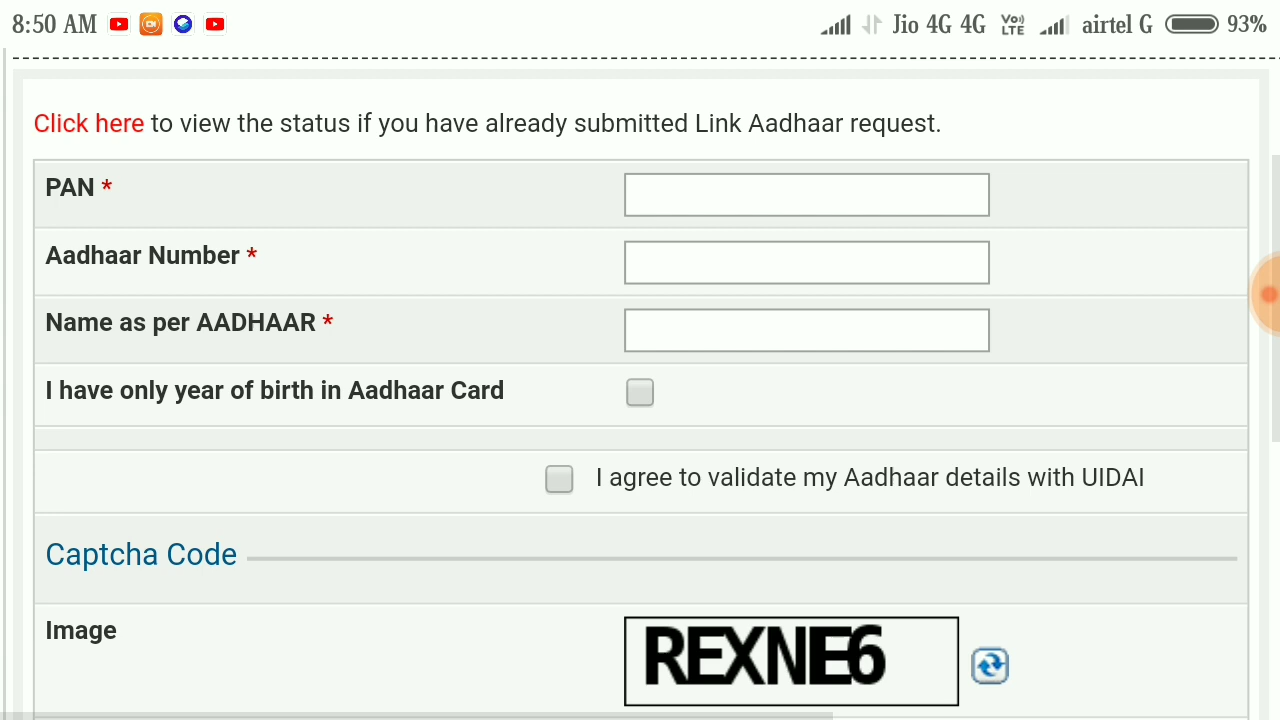 8:50 AM Jio 4G 4G Vo)) LTE airtel G 93%
Click here to view the status if you have already submitted Link Aadhaar request.
PAN *
Aadhaar Number *
Name as per AADHAAR *
I have only year of birth in Aadhaar Card
I agree to validate my Aadhaar details with UIDAI
Captcha Code
Image REXNE6